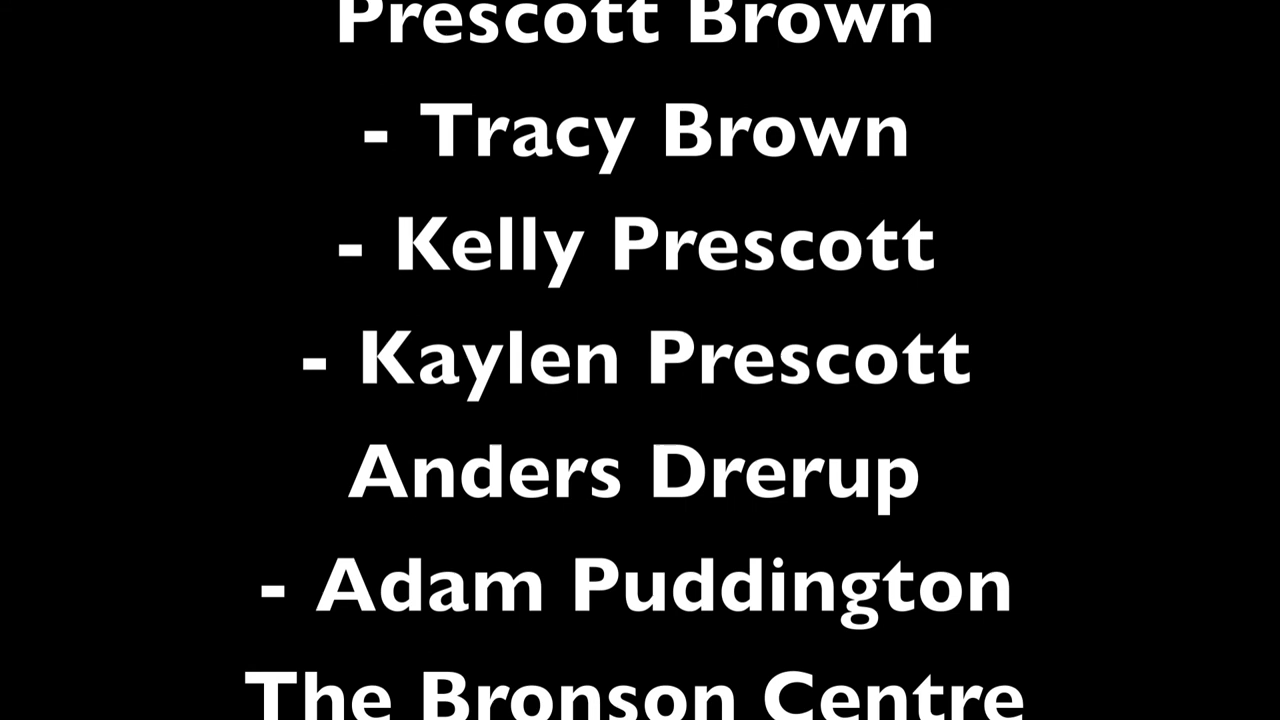 Prescott Brown
- Tracy Brown
- Kelly Prescott
- Kaylen Prescott
Anders Drerup
- Adam Puddington
The Bronson Centre